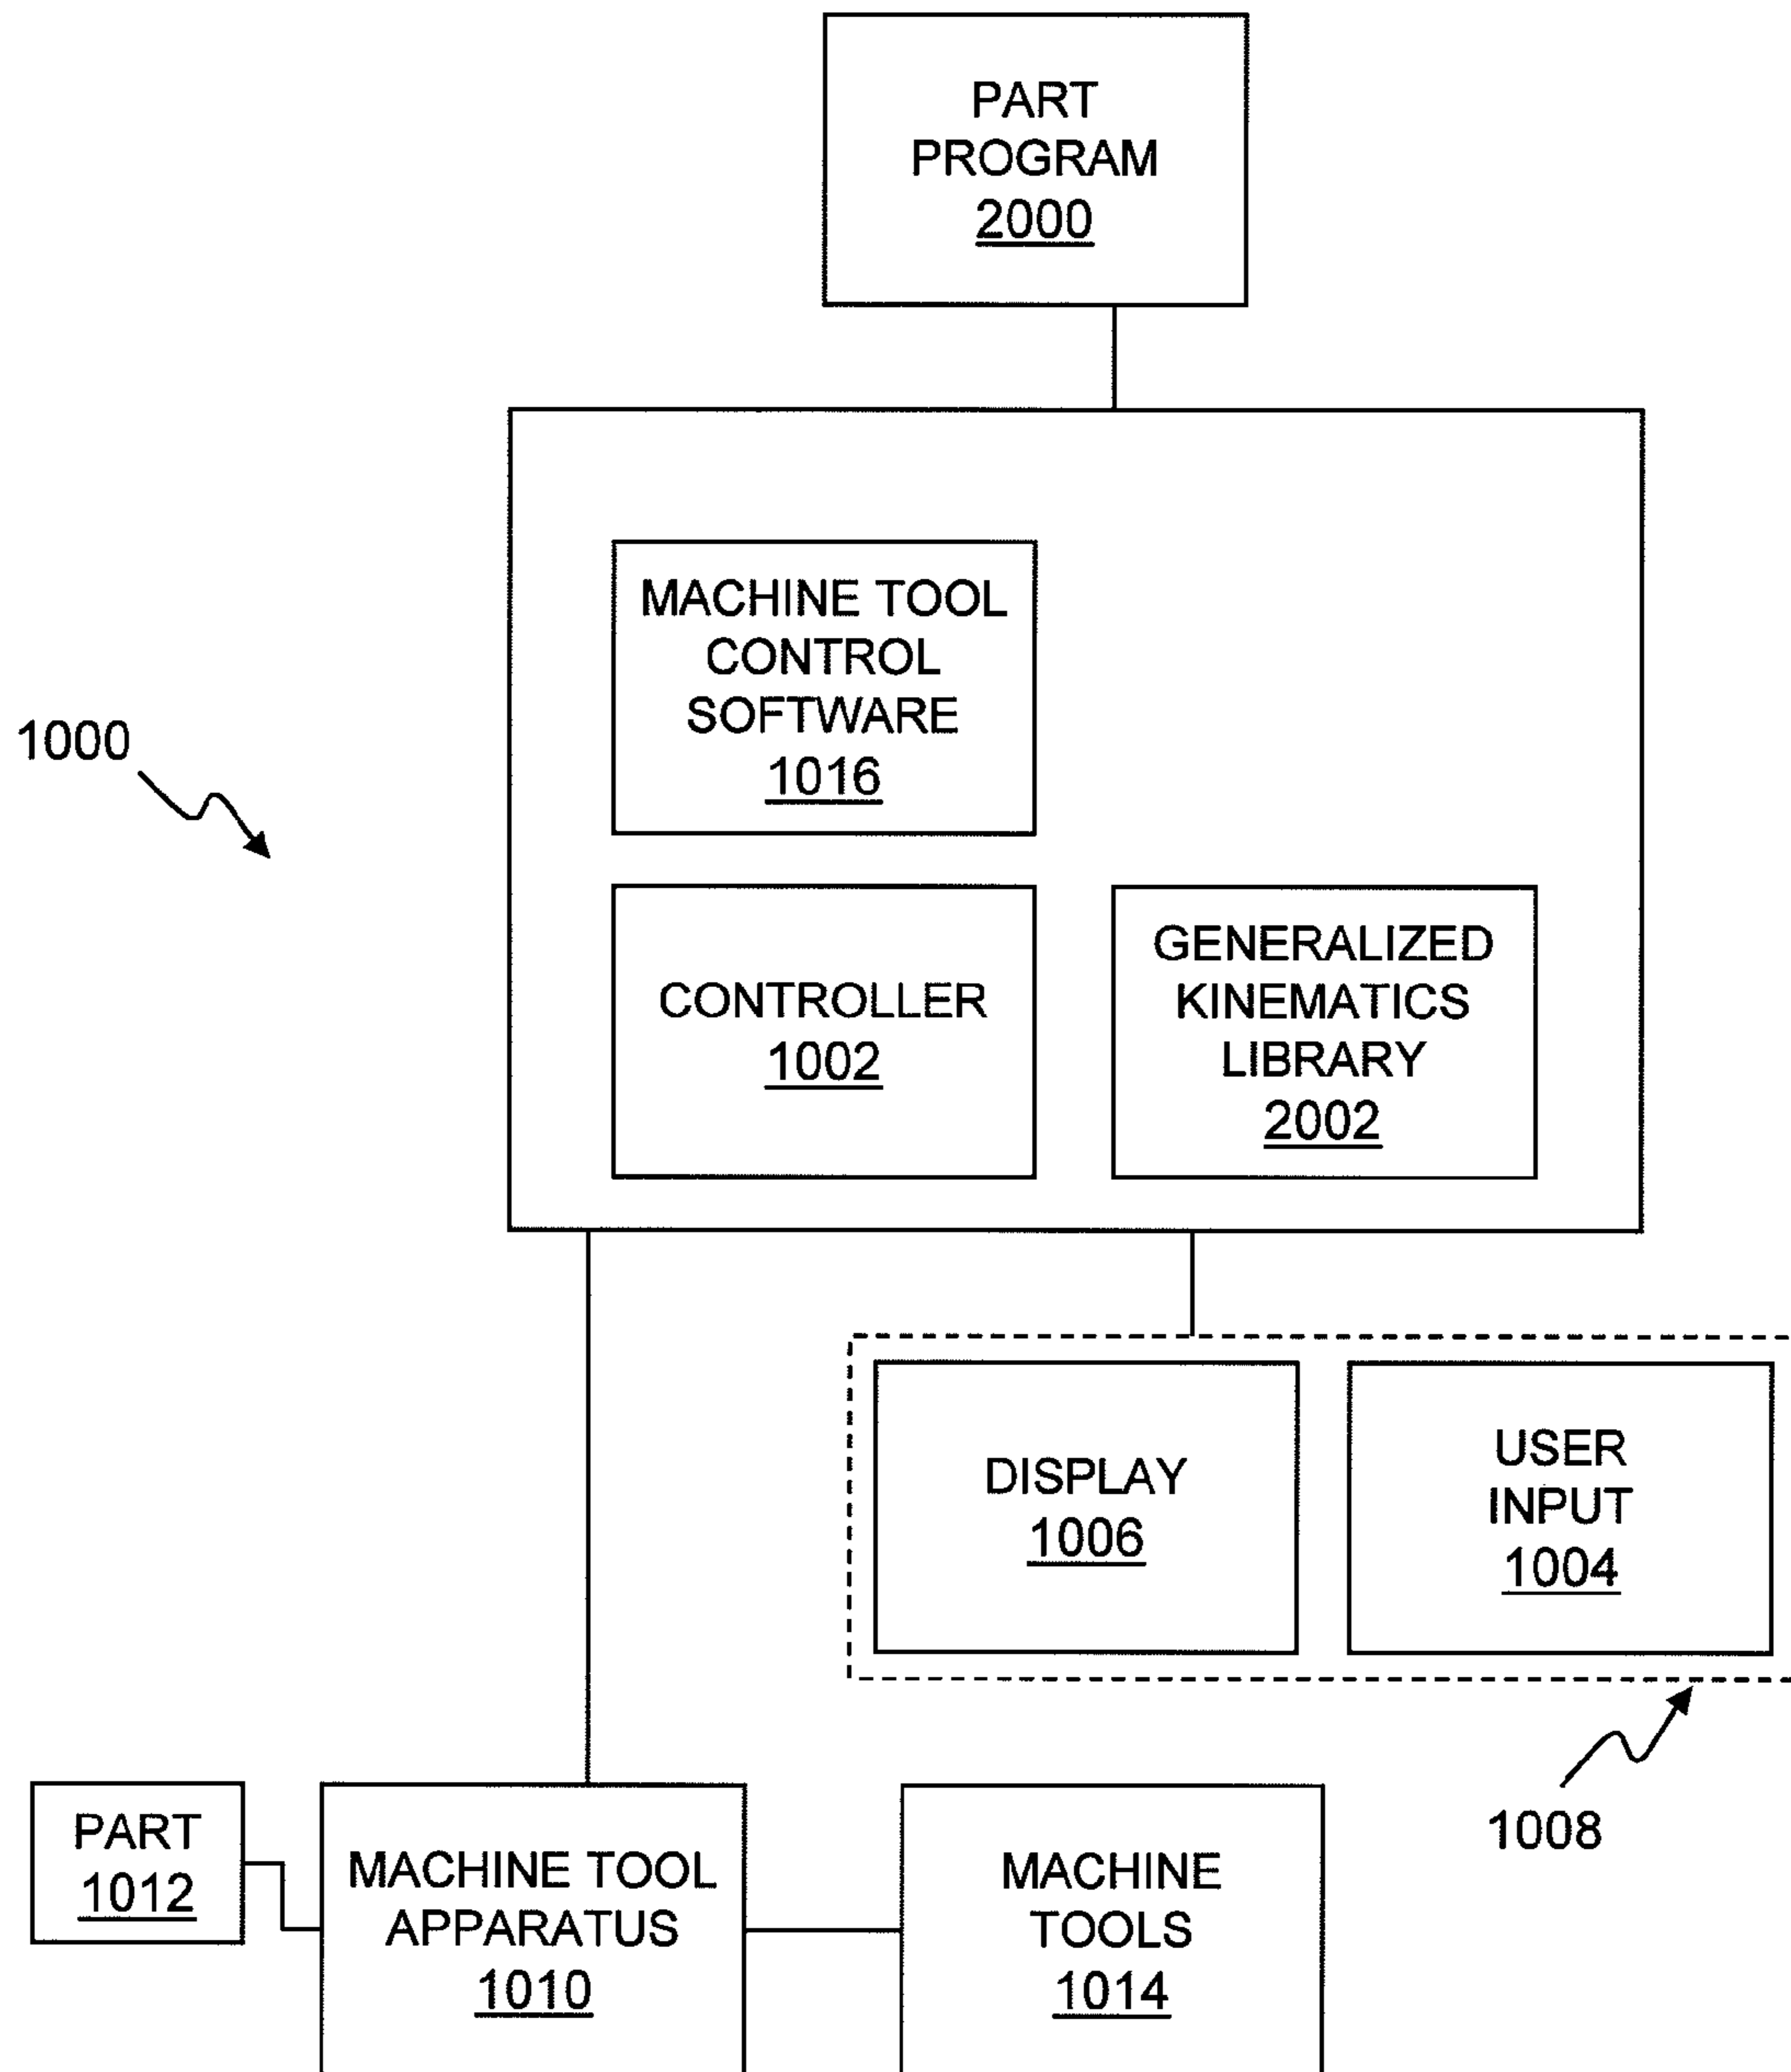 PART
PROGRAM
2000
MACHINE TOOL
CONTROL
SOFTWARE
1016
1000
CONTROLLER
1002
GENERALIZED
KINEMATICS
LIBRARY
2002
DISPLAY
1006
USER
INPUT
1004
1008
PART
1012
MACHINE TOOL
APPARATUS
1010
MACHINE
TOOLS
1014